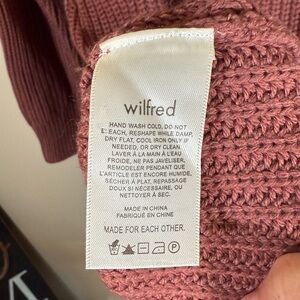 wilfred
HAND WASH COLD, DO NOT
EACH, RESHAPE WHILE DAMP,
DRY FLAT, COOL IRON ONLY IF
NEEDED, OR DRY CLEAN.
LAVER À LA MAIN À L'EAU
FROIDE, NE PAS JAVELISER,
REMODELER PENDANT QUE
L'ARTICLE EST ENCORE HUMIDE,
SÉCHER À PLAT, REPASSAGE
DOUX SI NÉCESSAIRE, OU
NETTOYER À SEC.
MADE IN CHINA
FABRIQUÉ EN CHINE
MADE FOR EACH OTHER.
P